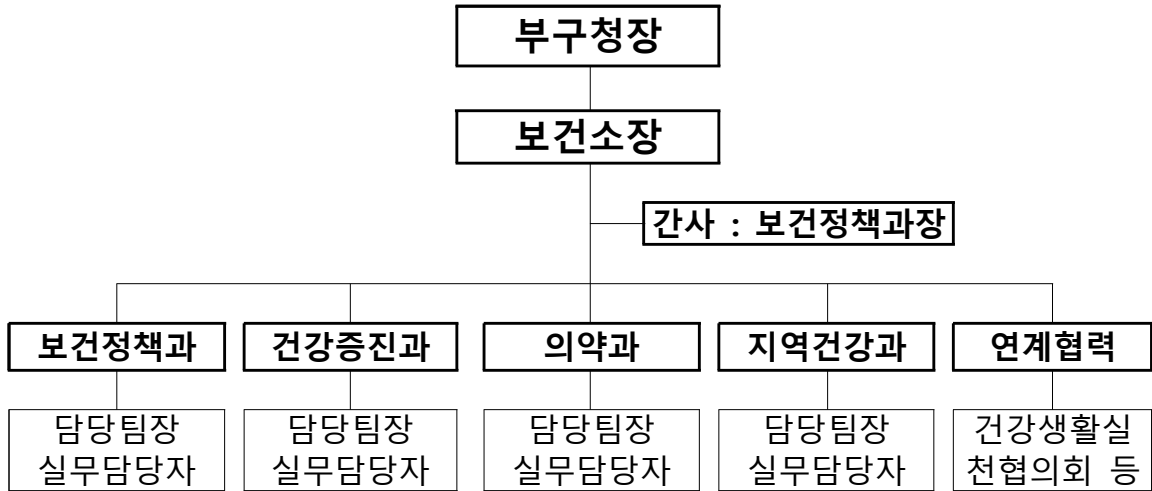 부구청장
보건소장
간사 : 보건정책과장
보건정책과
건강증진과
의약과
지역건강과
연계협력
담당팀장
실무담당자
담당팀장
실무담당자
담당팀장
실무담당자
담당팀장
실무담당자
건강생활실
천협의회 등